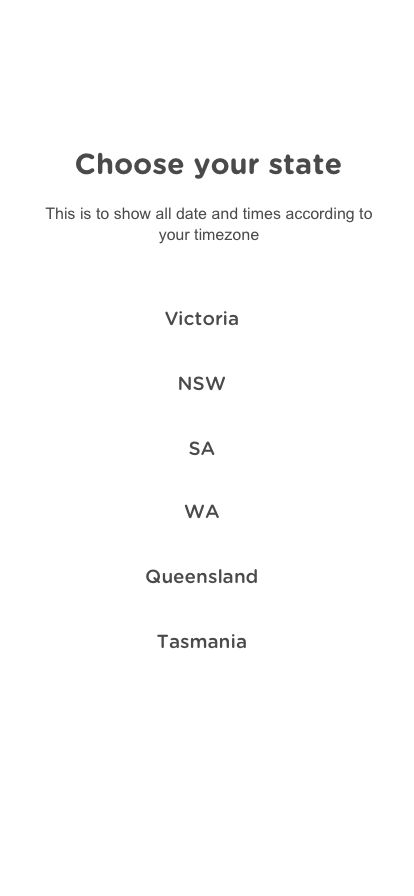 Choose your state
This is to show all date and times according to
your timezone
Victoria
NSW
SA
WA
Queensland
Tasmania